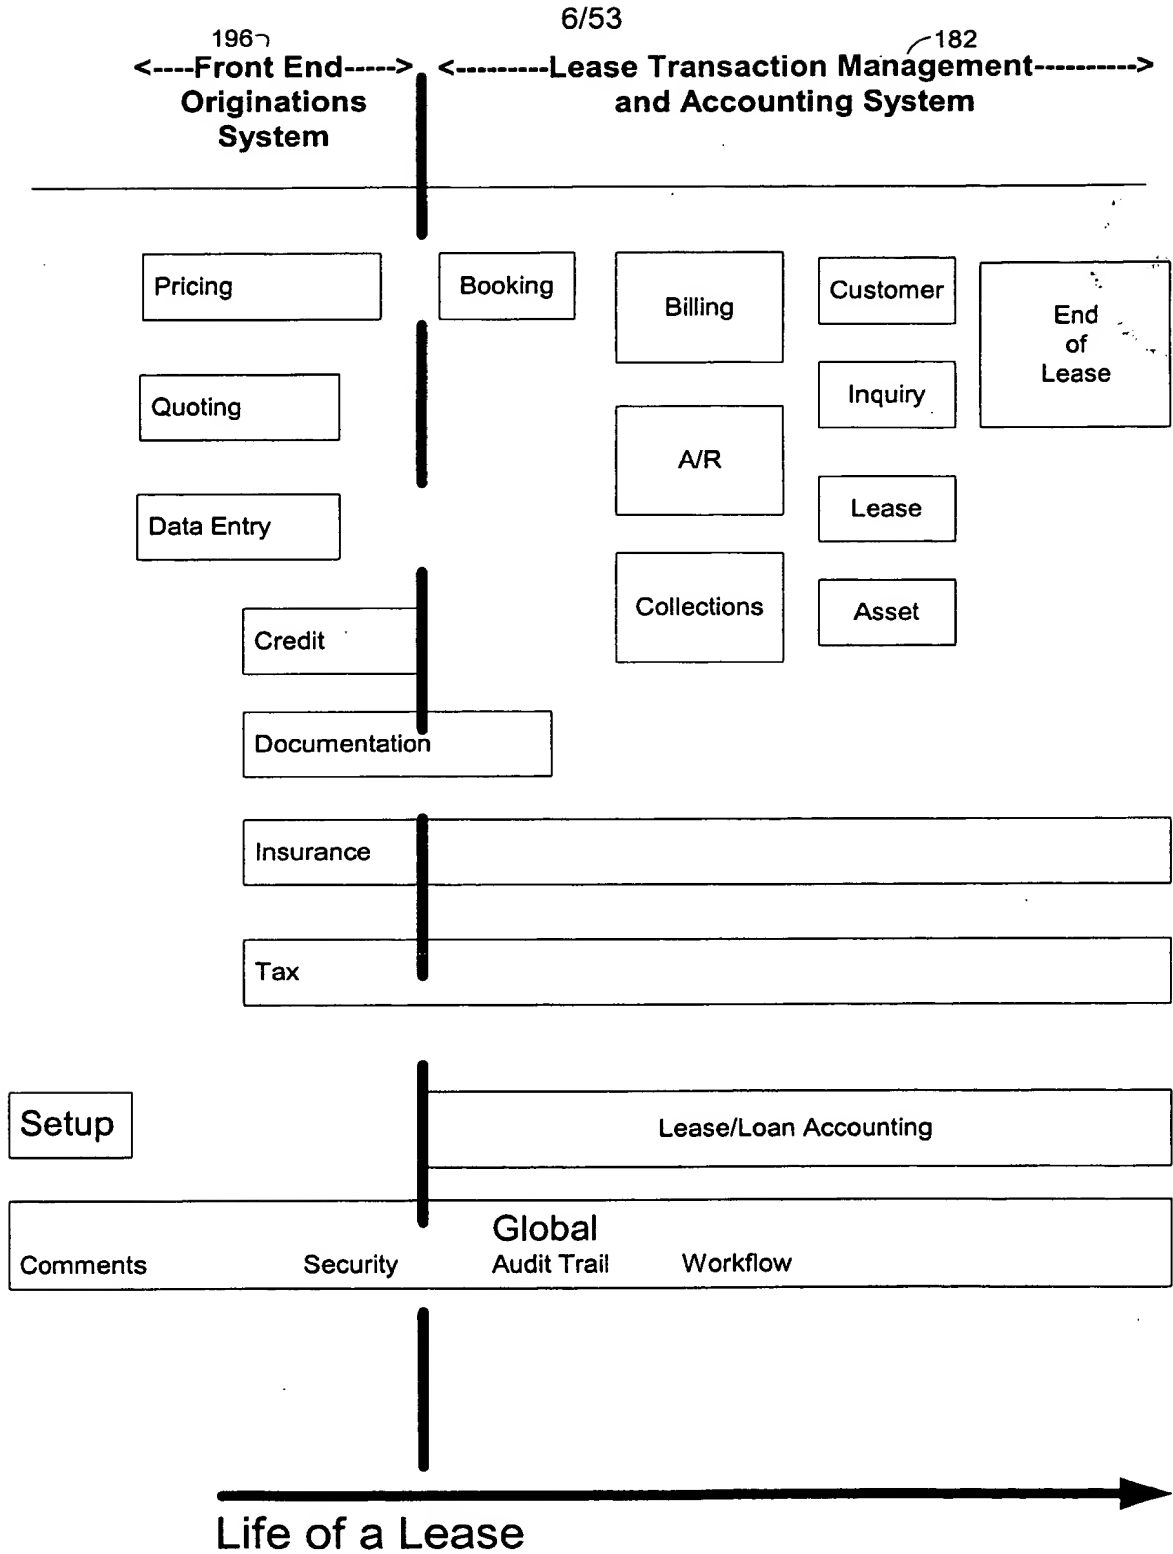 6/53
196
182
<----Front End----->
Originations
System
<---------Lease Transaction Management---------->
and Accounting System
Pricing
Booking
Billing
Customer
End
of
Lease
Quoting
Inquiry
A/R
Data Entry
Lease
Collections
Asset
Credit
Documentation
Insurance
Tax
Setup
Lease/Loan Accounting
Global
Comments Security Audit Trail Workflow
Life of a Lease